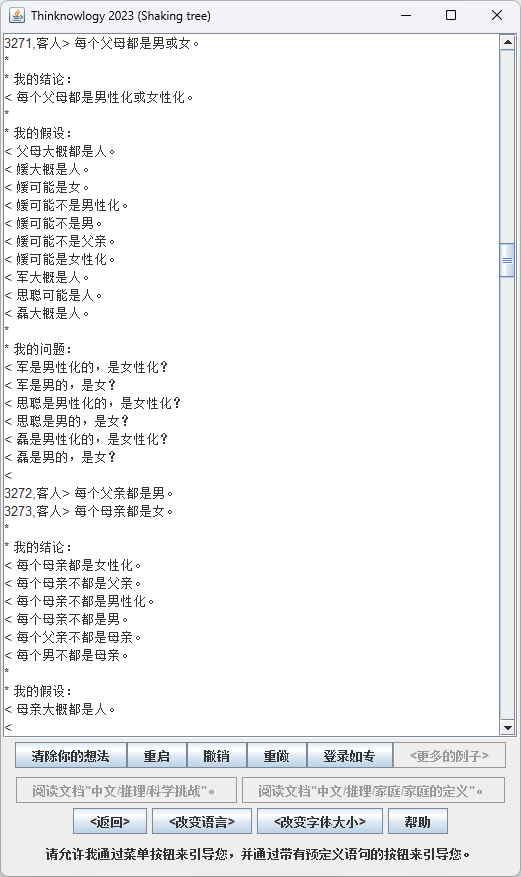 Thinknowlogy 2023 (Shaking tree)
3271,客人> 每个父母都是男或女。
*
* 我的结论：
< 每个父母都是男性化或女性化。
*
* 我的假设：
< 父母大概都是人。
< 媛大概是人。
< 媛可能是女。
< 媛可能不是男性化。
< 媛可能不是男。
< 媛可能不是父亲。
< 媛可能是女性化。
< 军大概是人。
< 思聪可能是人。
< 磊大概是人。
*
* 我的问题：
< 军是男性化的，是女性化？
< 军是男的，是女？
< 思聪是男性化的，是女性化？
< 思聪是男的，是女？
< 磊是男性化的，是女性化？
< 磊是男的，是女？
<
3272,客人> 每个父亲都是男。
3273,客人> 每个母亲都是女。
*
* 我的结论：
< 每个母亲都是女性化。
< 每个母亲不都是父亲。
< 每个母亲不都是男性化。
< 每个母亲不都是男。
< 每个父亲不都是母亲。
< 每个男不都是母亲。
*
* 我的假设：
< 母亲大概都是人。
<
清除你的想法 重启 撤销 重做 登录如专 <更多的例子>
阅读文档"中文/推理/科学挑战"。 阅读文档"中文/推理/家庭/家庭的定义"。
<返回> <改变语言> <改变字体大小> 帮助
请允许我通过菜单按钮来引导您，并通过带有预定义语句的按钮来引导您。